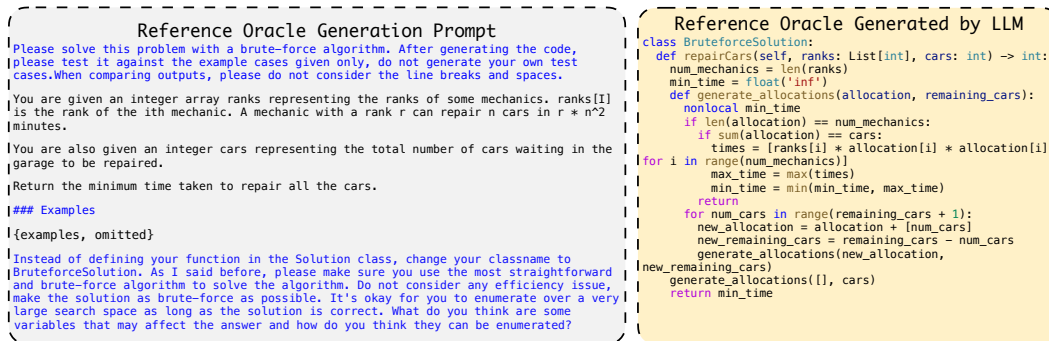 Reference Oracle Generation Prompt
Please solve this problem with a brute-force algorithm. After generating the code,
please test it against the example cases given only, do not generate your own test
cases.When comparing outputs, please do not consider the line breaks and spaces.
You are given an integer array ranks representing the ranks of some mechanics. ranks[I]
is the rank of the ith mechanic. A mechanic with a rank r can repair n cars in r * n^2
minutes.
You are also given an integer cars representing the total number of cars waiting in the
garage to be repaired.
Return the minimum time taken to repair all the cars.
### Examples
{examples, omitted}
Instead of defining your function in the Solution class, change your classname to
BruteforceSolution. As I said before, please make sure you use the most straightforward
and brute-force algorithm to solve the algorithm. Do not consider any efficiency issue,
make the solution as brute-force as possible. It's okay for you to enumerate over a very
large search space as long as the solution is correct. What do you think are some
variables that may affect the answer and how do you think they can be enumerated?
Reference Oracle Generated by LLM
class BruteforceSolution:
  def repairCars(self, ranks: List[int], cars: int) -> int:
    num_mechanics = len(ranks)
    min_time = float('inf')
    def generate_allocations(allocation, remaining_cars):
      nonlocal min_time
      if len(allocation) == num_mechanics:
        if sum(allocation) == cars:
          times = [ranks[i] * allocation[i] * allocation[i]
for i in range(num_mechanics)]
          max_time = max(times)
          min_time = min(min_time, max_time)
        return
      for num_cars in range(remaining_cars + 1):
        new_allocation = allocation + [num_cars]
        new_remaining_cars = remaining_cars - num_cars
        generate_allocations(new_allocation,
new_remaining_cars)
    generate_allocations([], cars)
    return min_time